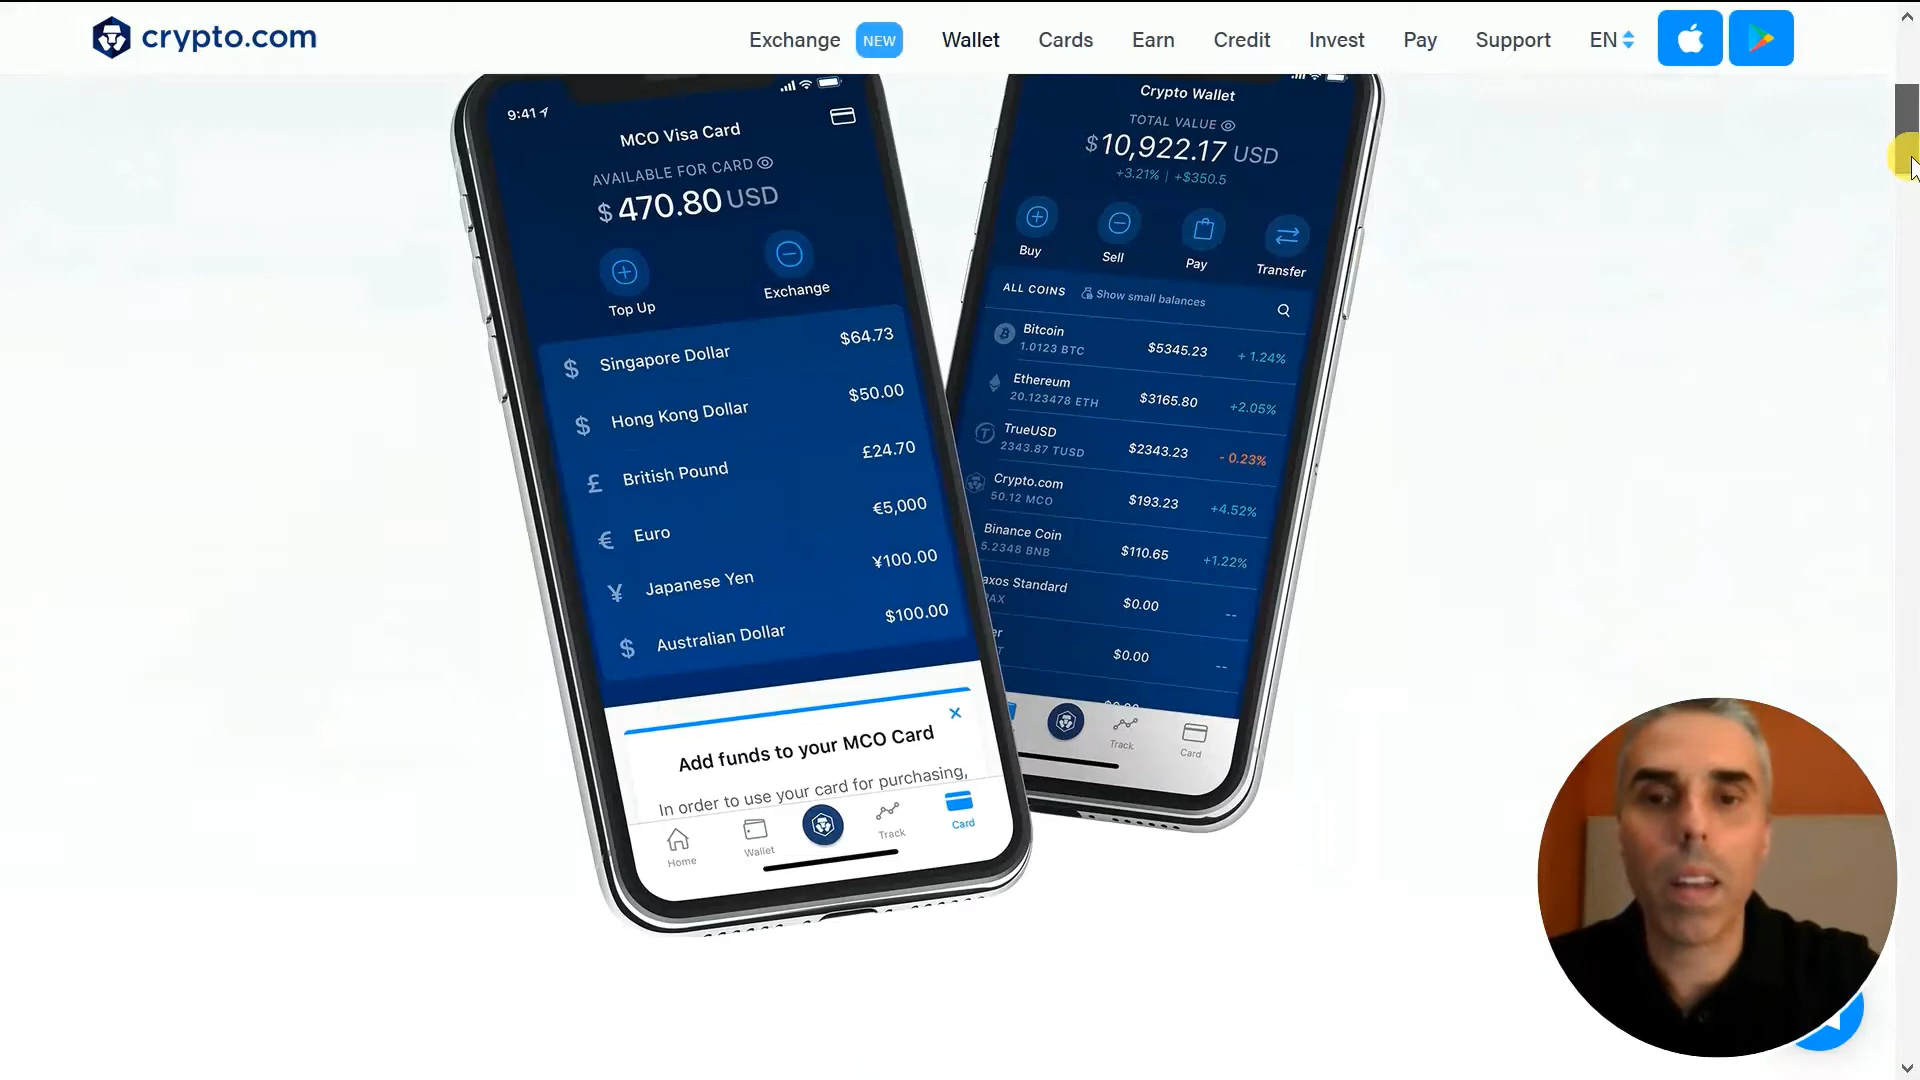 crypto.com
Exchange NEW Wallet Cards Earn Credit Invest Pay Support EN
9:41
MCO Visa Card
AVAILABLE FOR CARD
$470.80 USD
Top Up Exchange
$ Singapore Dollar $64.73
$ Hong Kong Dollar $50.00
£ British Pound £24.70
€ Euro €5,000
¥ Japanese Yen ¥100.00
$ Australian Dollar $100.00
Add funds to your MCO Card
In order to use your card for purchasing,
Home Wallet Track Card
Crypto Wallet
TOTAL VALUE
$10,922.17 USD
+3.21% | +$350.5
Buy Sell Pay Transfer
ALL COINS Show small balances
Bitcoin $5345.23 + 1.24%
1.0123 BTC
Ethereum $3165.80 +2.05%
20.123478 ETH
TrueUSD $2343.23 - 0.23%
2343.87 TUSD
Crypto.com $193.23 +4.52%
50.12 MCO
Binance Coin $110.65 +1.22%
5.2348 BNB
axos Standard $0.00 --
AX
er $0.00 --
T
Track Card